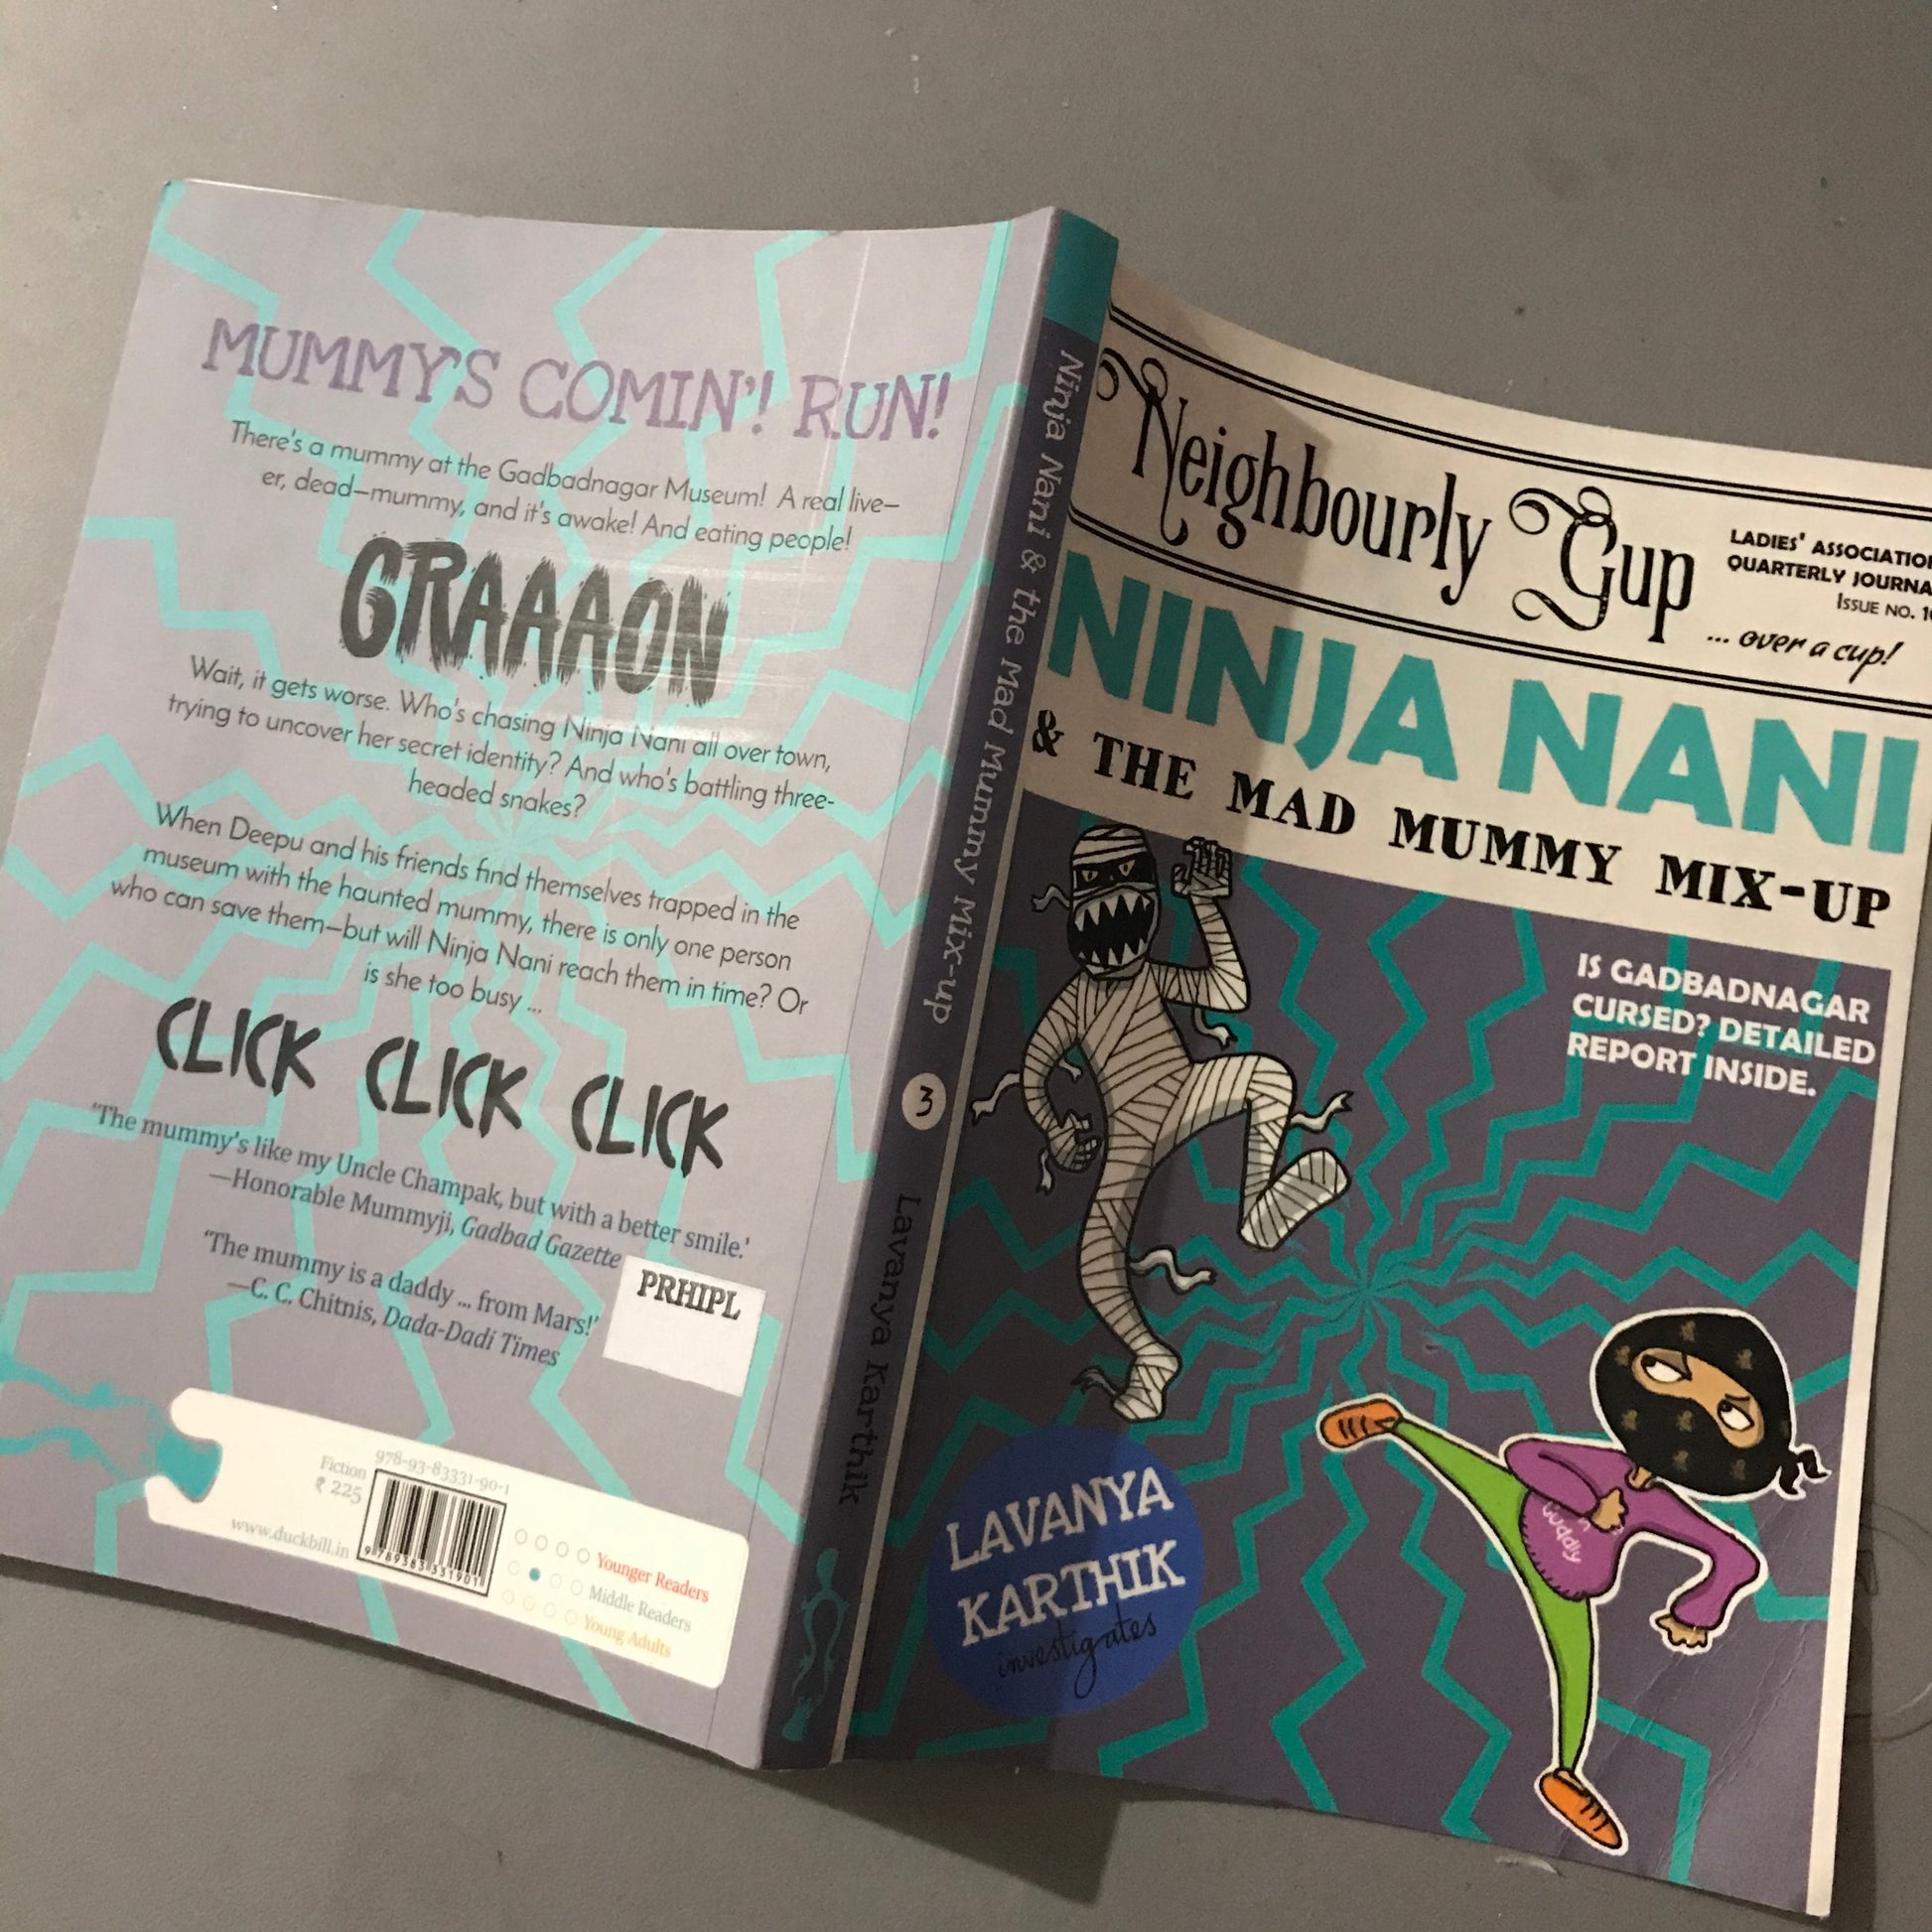 MUMMY'S COMIN'! RUN!
There's a mummy at the Gadbadnagar Museum! A real live–
er, dead–mummy, and it's awake! And eating people!
GRAAAON
Wait, it gets worse. Who's chasing Ninja Nani all over town,
trying to uncover her secret identity? And who's battling three-
headed snakes?
When Deepu and his friends find themselves trapped in the
museum with the haunted mummy, there is only one person
who can save them–but will Ninja Nani reach them in time? Or
is she too busy ...
CLICK CLICK CLICK
'The mummy's like my Uncle Champak, but with a better smile.'
—Honorable Mummyji, Gadbad Gazette
'The mummy is a daddy ... from Mars!'
—C. C. Chitnis, Dada-Dadi Times
PRHIPL
978-93-83331-90-1
Fiction
₹ 225
www.duckbill.in
9 789383 331901
Younger Readers
Middle Readers
Young Adults
Ninja Nani & the Mad Mummy Mix-up
3
Lavanya Karthik
Neighbourly Gup
LADIES' ASSOCIATION
QUARTERLY JOURNA
ISSUE NO.
... over a cup!
NINJA NANI
& THE MAD MUMMY MIX-UP
IS GADBADNAGAR
CURSED? DETAILED
REPORT INSIDE.
Cuddly
LAVANYA
KARTHIK
investigates